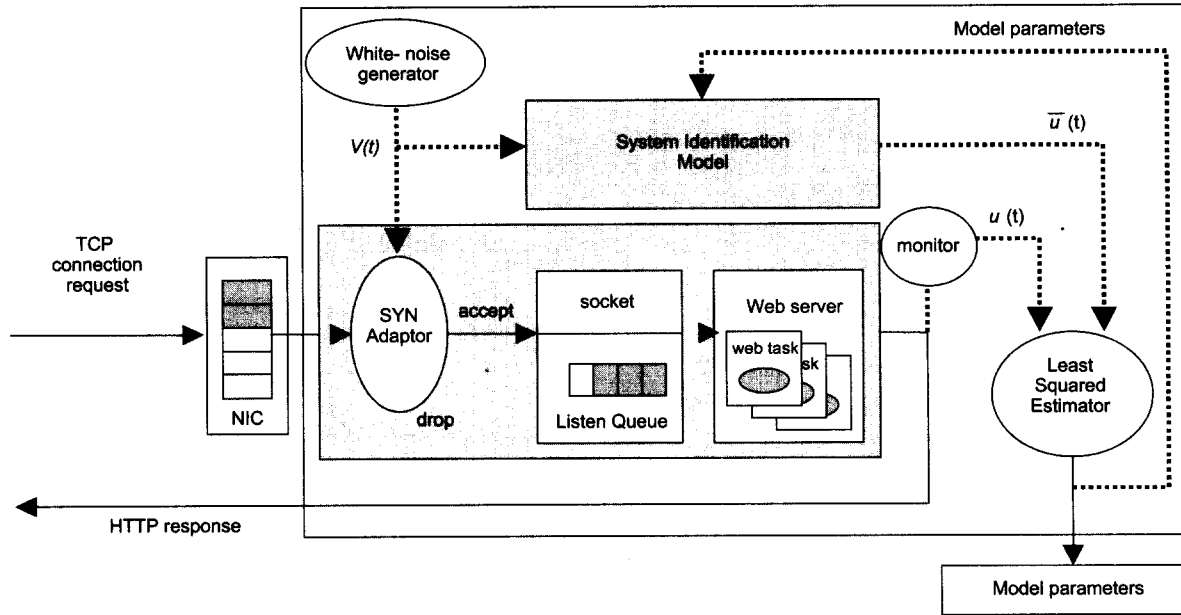 Model parameters
White- noise
generator
V(t)
System Identification
Model
u (t)
u (t)
monitor
TCP
connection
request
NIC
SYN
Adaptor
accept
drop
socket
Listen Queue
Web server
web task
sk
Least
Squared
Estimator
HTTP response
Model parameters